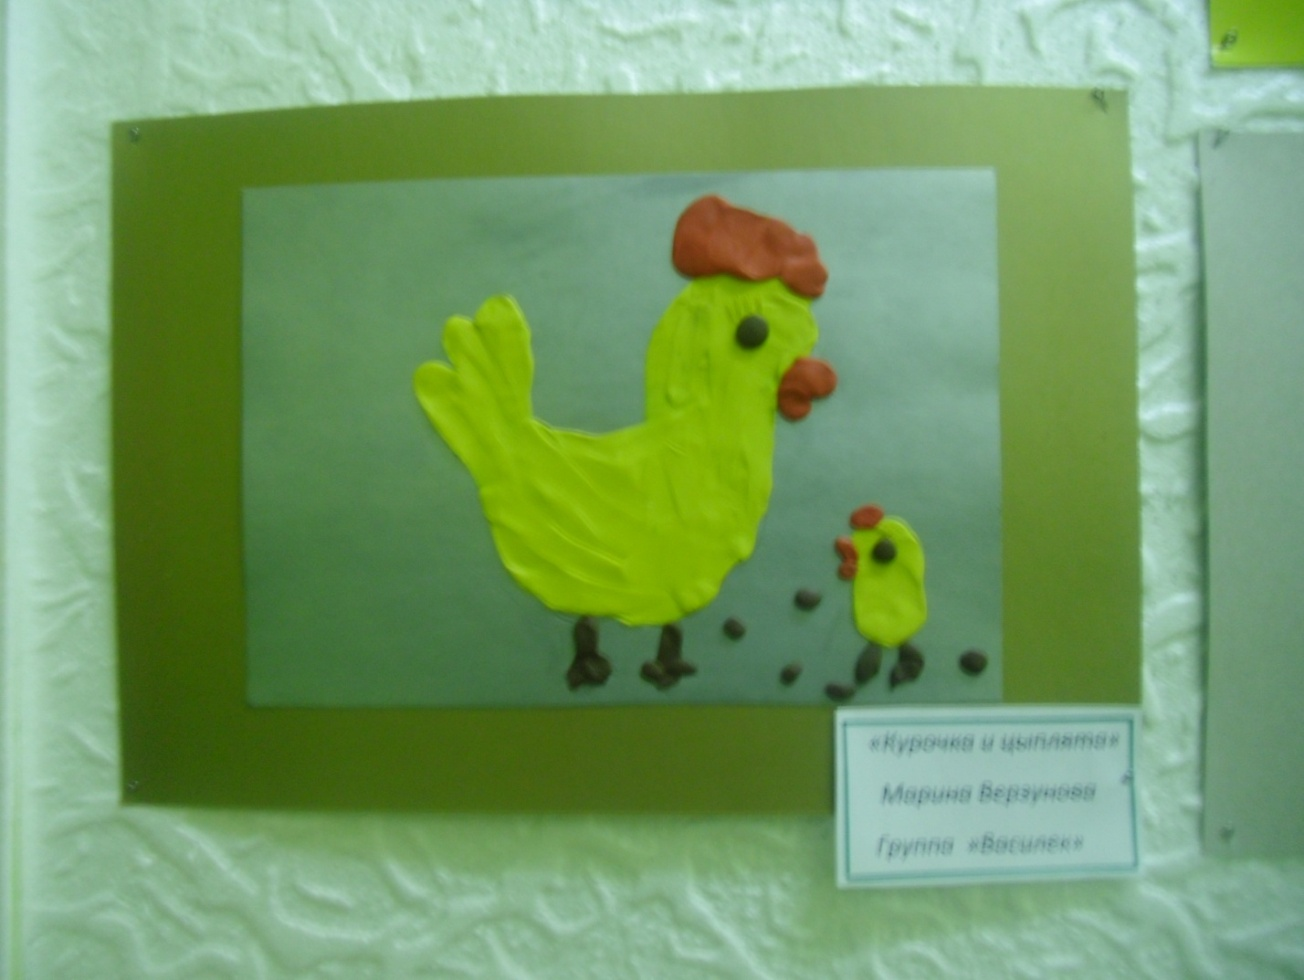 «Курочка и цыплята»
Марина Верзунова
Группа «Василек»